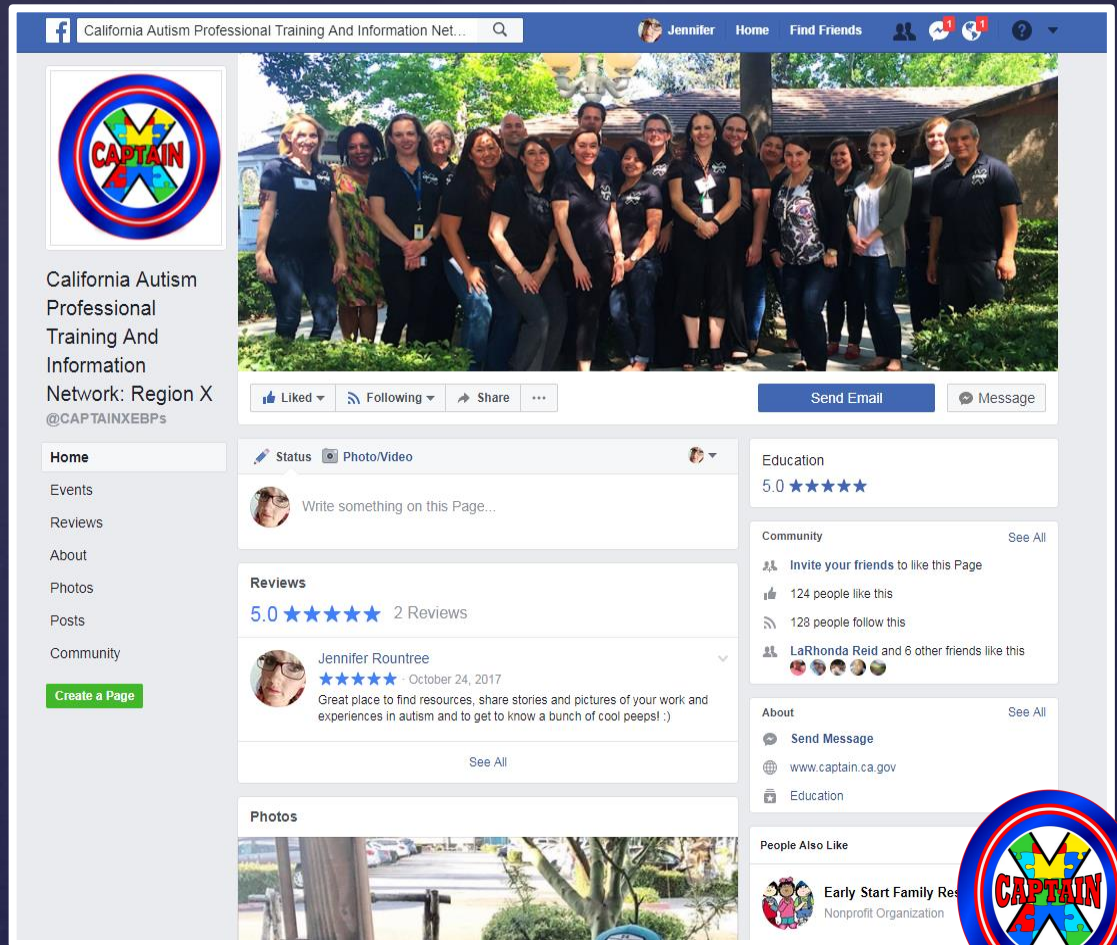 California Autism Professional Training And Information Net...
Jennifer
Home
Find Friends
1
1
?
CAPTAIN
X
California Autism
Professional
Training And
Information
Network: Region X
@CAPTAINXEBPs
Liked
Following
Share
...
Send Email
Message
Home
Events
Reviews
About
Photos
Posts
Community
Create a Page
Status
Photo/Video
Write something on this Page...
Reviews
5.0 ★★★★★ 2 Reviews
Jennifer Rountree
★★★★★ · October 24, 2017
Great place to find resources, share stories and pictures of your work and
experiences in autism and to get to know a bunch of cool peeps! :)
See All
Photos
Education
5.0 ★★★★★
Community
See All
Invite your friends to like this Page
124 people like this
128 people follow this
LaRhonda Reid and 6 other friends like this
About
See All
Send Message
www.captain.ca.gov
Education
People Also Like
Early Start Family Res
Nonprofit Organization
CAPTAIN
X